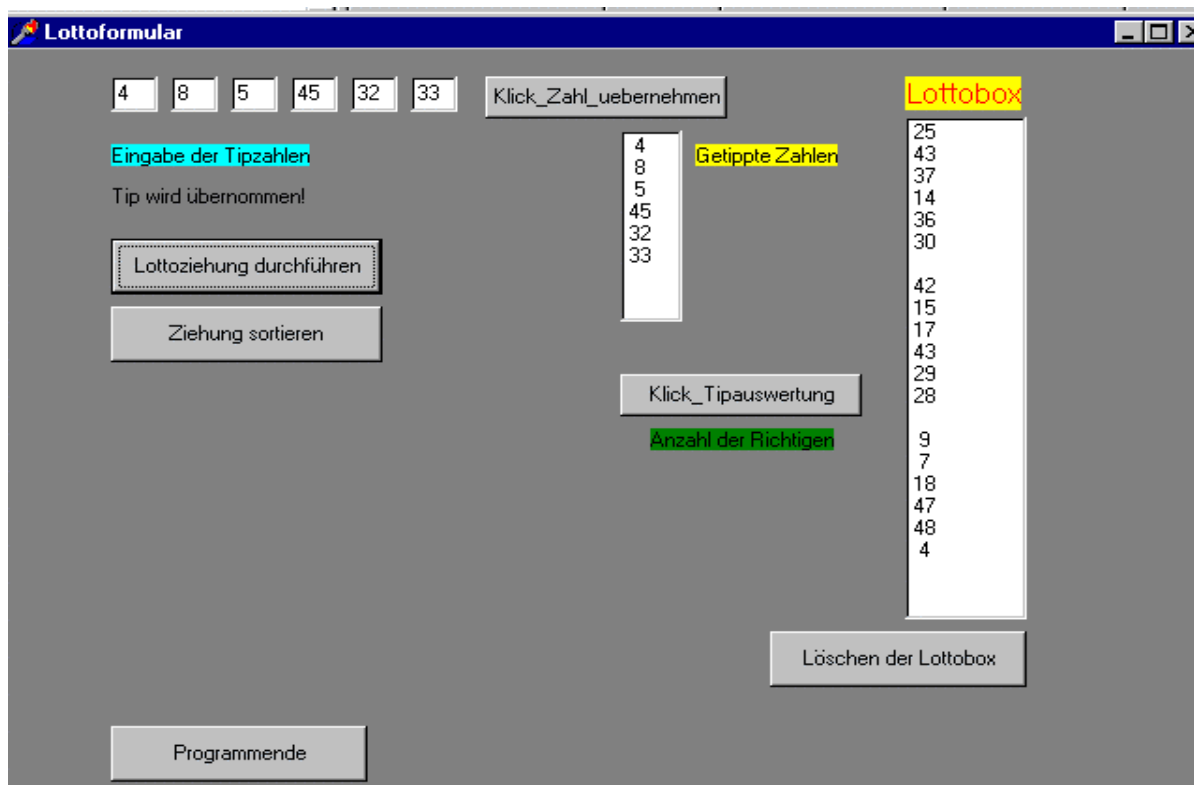 Lottoformular
4 8 5 45 32 33 Klick_Zahl_uebernehmen
Lottobox
Eingabe der Tipzahlen
Tip wird übernommen!
Lottoziehung durchführen
Ziehung sortieren
4
8
5
45
32
33
Getippte Zahlen
Klick_Tipauswertung
Anzahl der Richtigen
25
43
37
14
36
30
42
15
17
43
29
28
9
7
18
47
48
4
Löschen der Lottobox
Programmende